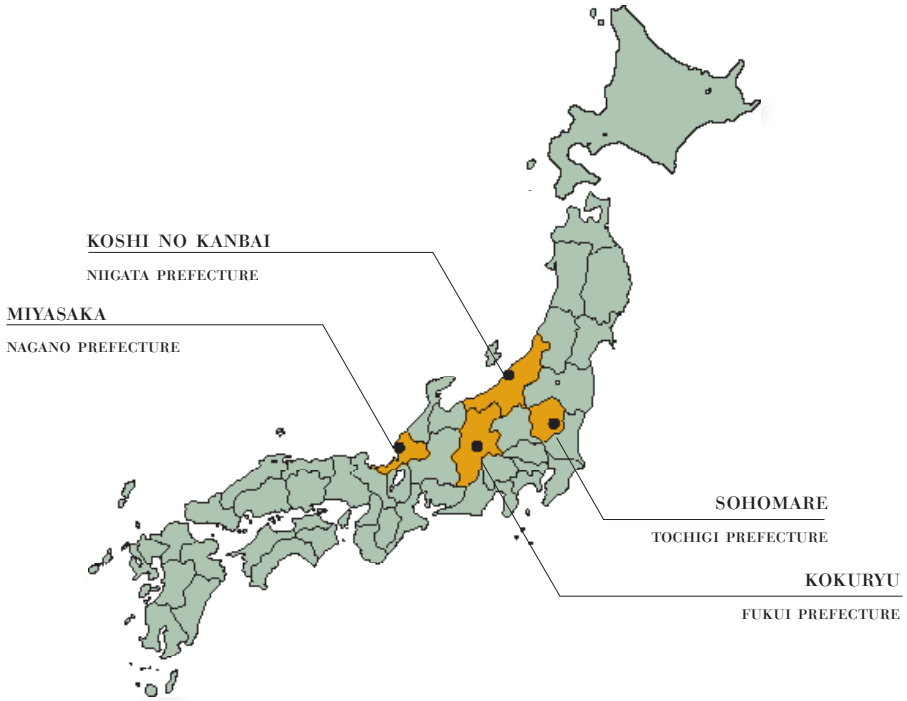 KOSHI NO KANBAI
NIIGATA PREFECTURE
MIYASAKA
NAGANO PREFECTURE
SOHOMARE
TOCHIGI PREFECTURE
KOKURYU
FUKUI PREFECTURE